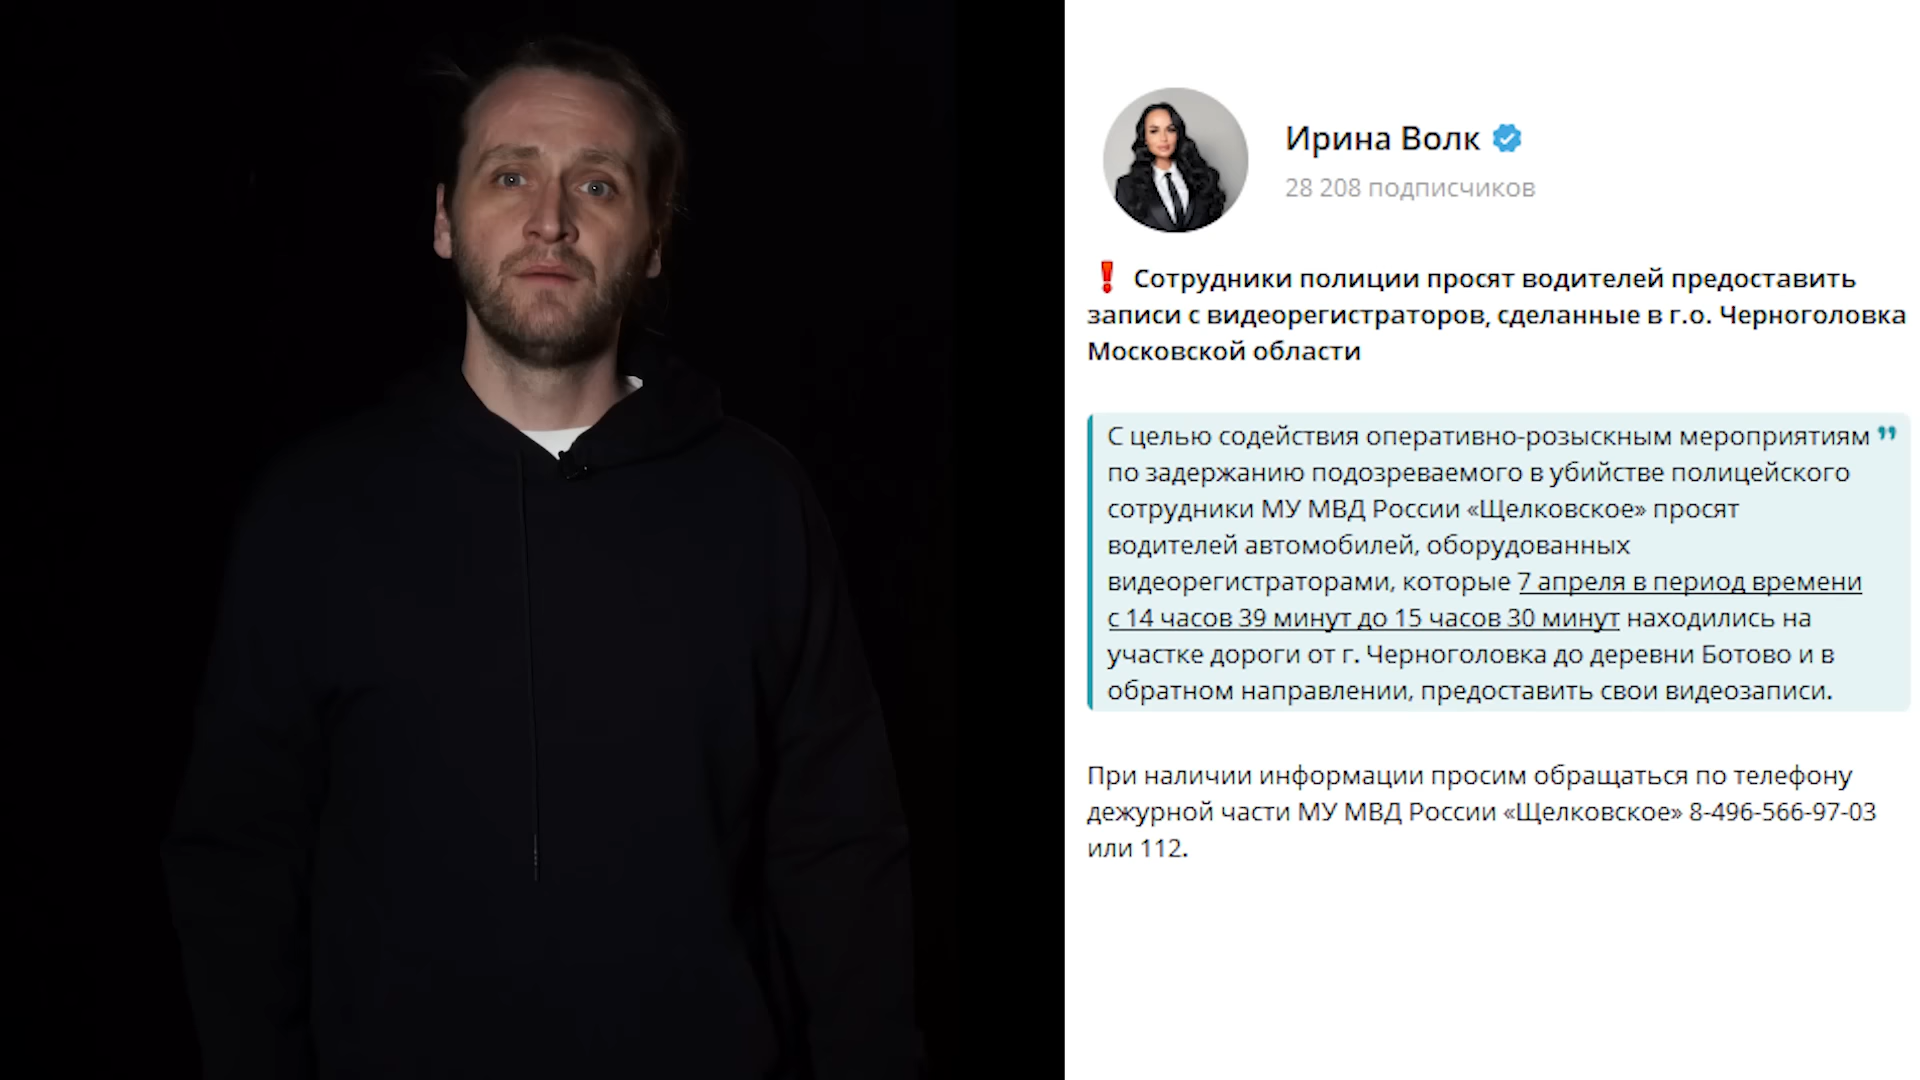 Ирина Волк
28 208 подписчиков
❗ Сотрудники полиции просят водителей предоставить
записи с видеорегистраторов, сделанные в г.о. Черноголовка
Московской области
С целью содействия оперативно-розыскным мероприятиям
по задержанию подозреваемого в убийстве полицейского
сотрудники МУ МВД России «Щелковское» просят
водителей автомобилей, оборудованных
видеорегистраторами, которые 7 апреля в период времени
с 14 часов 39 минут до 15 часов 30 минут находились на
участке дороги от г. Черноголовка до деревни Ботово и в
обратном направлении, предоставить свои видеозаписи.
При наличии информации просим обращаться по телефону
дежурной части МУ МВД России «Щелковское» 8-496-566-97-03
или 112.